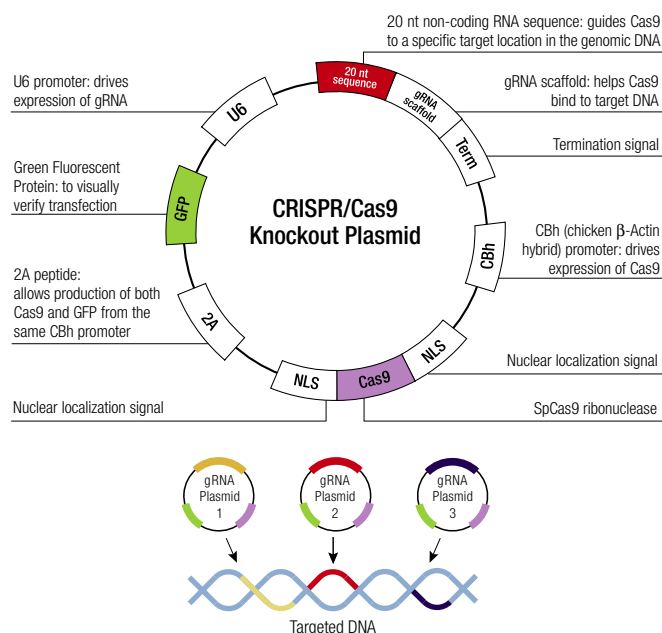 20 nt non-coding RNA sequence: guides Cas9
to a specific target location in the genomic DNA
U6 promoter: drives
expression of gRNA
gRNA scaffold: helps Cas9
bind to target DNA
Termination signal
Green Fluorescent
Protein: to visually
verify transfection
CBh (chicken β-Actin
hybrid) promoter: drives
expression of Cas9
2A peptide:
allows production of both
Cas9 and GFP from the
same CBh promoter
Nuclear localization signal
Nuclear localization signal
SpCas9 ribonuclease
CRISPR/Cas9
Knockout Plasmid
20 nt
sequence
gRNA
scaffold
Term
CBh
NLS
Cas9
NLS
2A
GFP
U6
gRNA
Plasmid
1
gRNA
Plasmid
2
gRNA
Plasmid
3
Targeted DNA